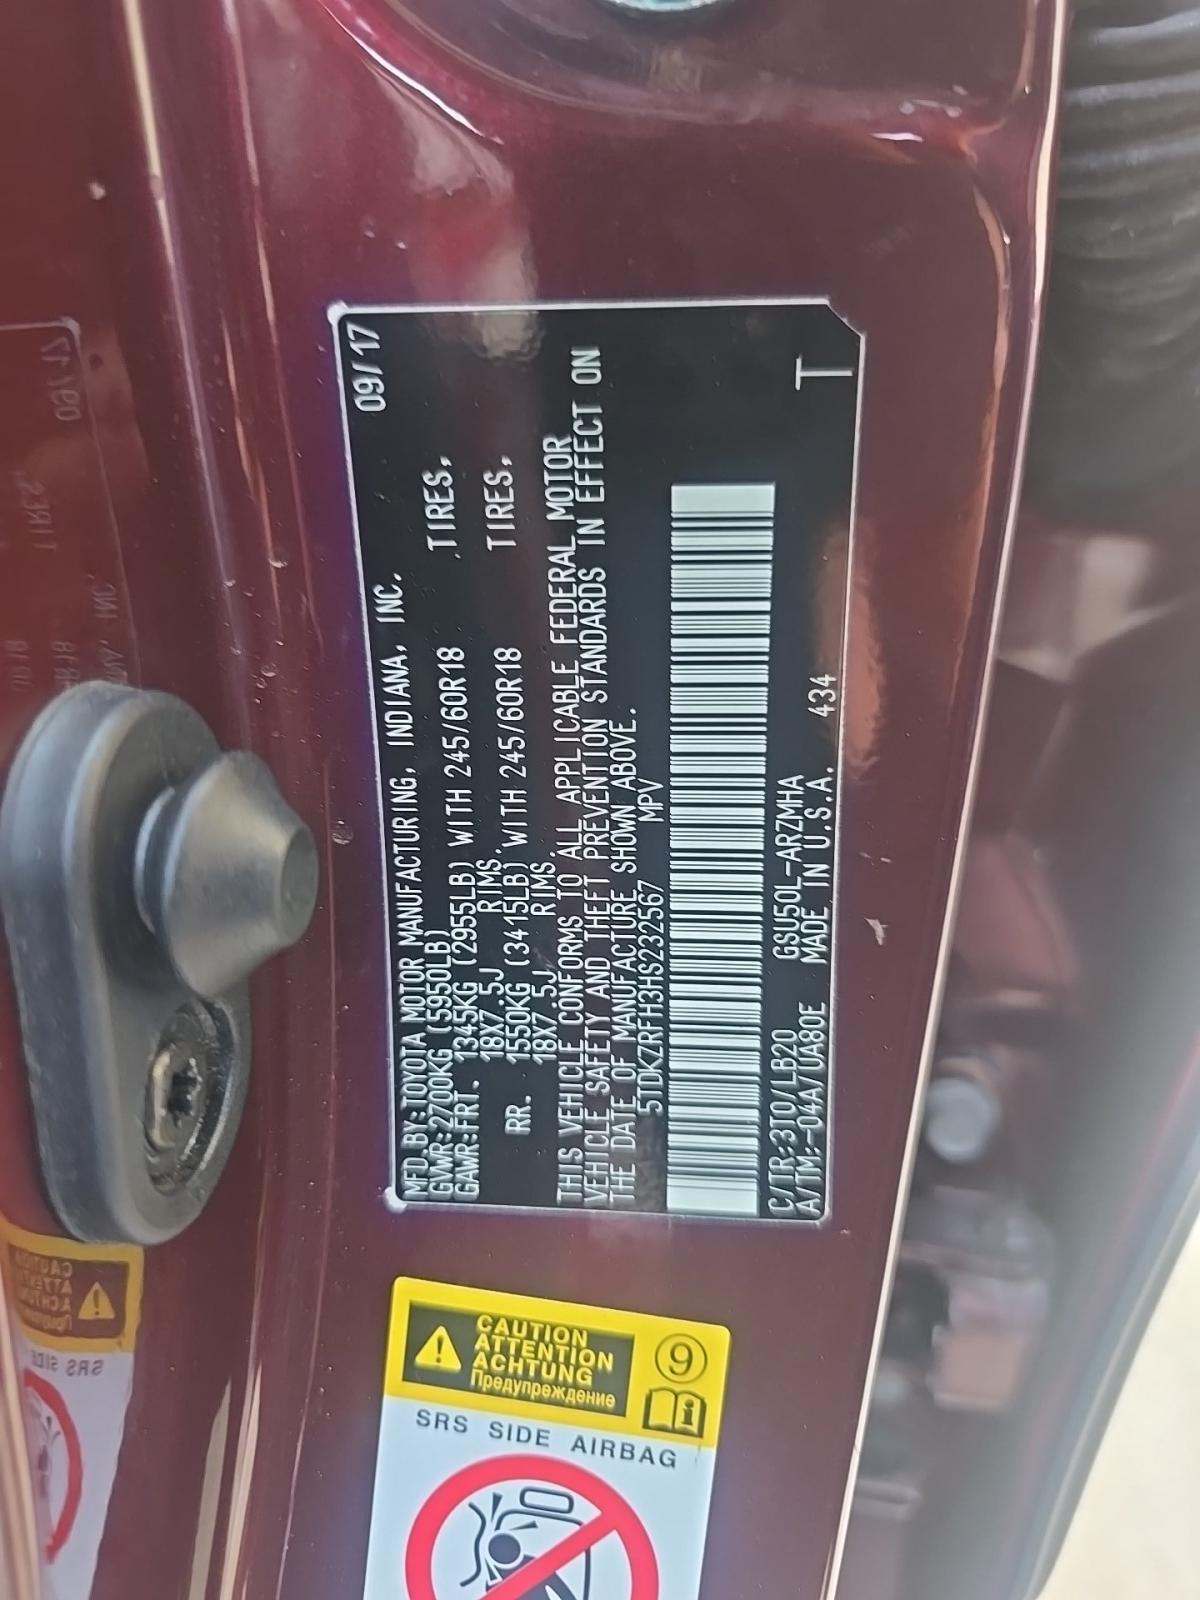 09/17
MFD.BY:TOYOTA MOTOR MANUFACTURING, INDIANA, INC.
GVWR:2700KG (5950LB)
GAWR:FRT. 1345KG (2955LB) WITH 245/60R18 TIRES,
18X7.5J RIMS.
RR. 1550KG (3415LB) WITH 245/60R18 TIRES,
18X7.5J RIMS.
THIS VEHICLE CONFORMS TO ALL APPLICABLE FEDERAL MOTOR
VEHICLE SAFETY AND THEFT PREVENTION STANDARDS IN EFFECT ON
THE DATE OF MANUFACTURE SHOWN ABOVE.
5TDKZRFH3HS232567 MPV
C/TR:3T0/LB20 GSU50L-ARZMHA
A/TM:-04A/UA80E MADE IN U.S.A. 434
T
CAUTION
ATTENTION
ACHTUNG
Предупреждение
9
i
SRS SIDE AIRBAG